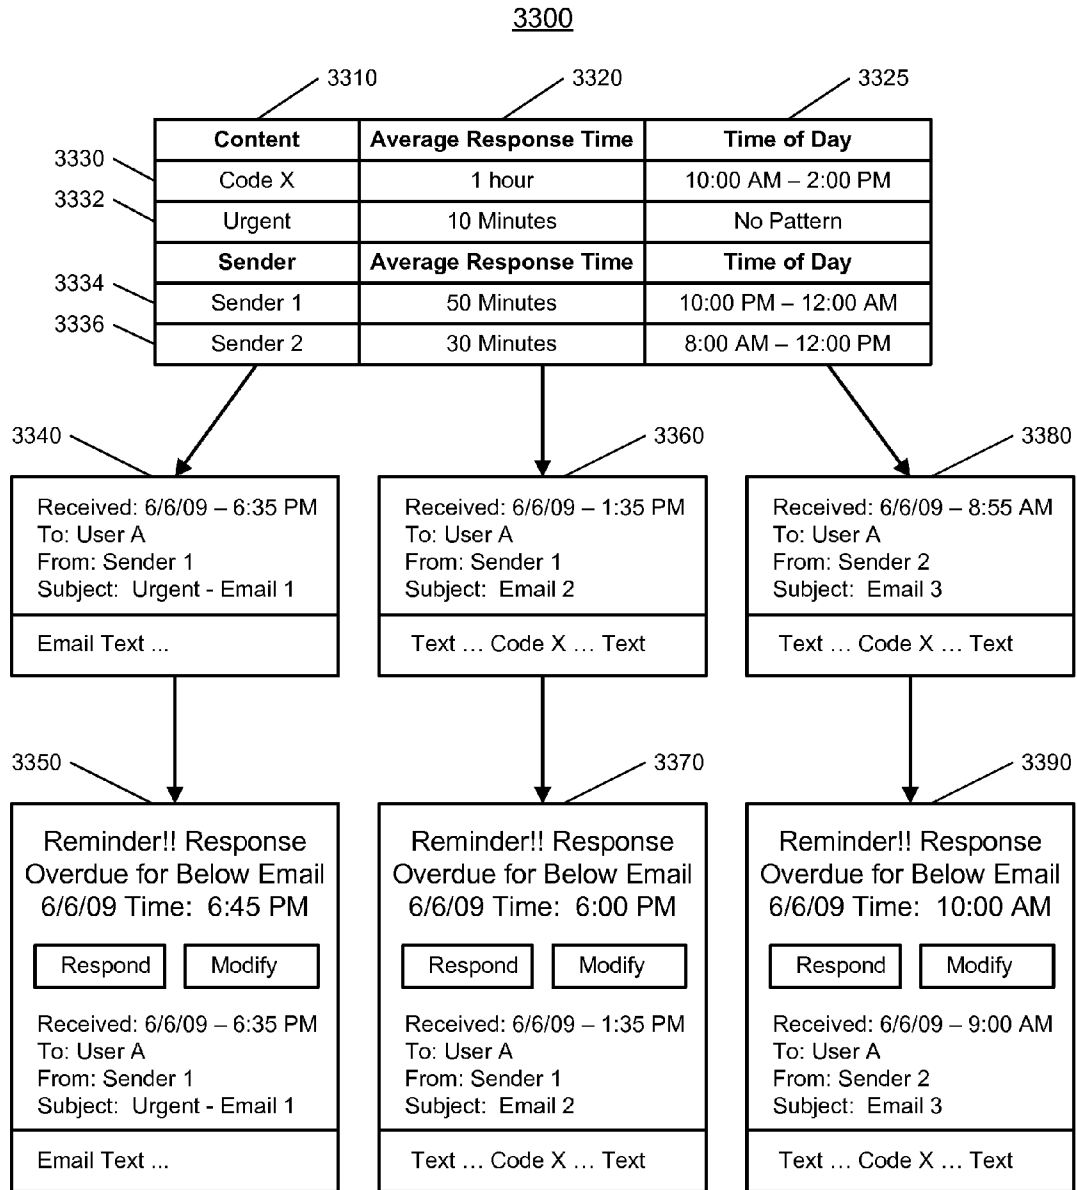 3300
3310 3320 3325
Content Average Response Time Time of Day
3330 Code X 1 hour 10:00 AM – 2:00 PM
3332 Urgent 10 Minutes No Pattern
Sender Average Response Time Time of Day
3334 Sender 1 50 Minutes 10:00 PM – 12:00 AM
3336 Sender 2 30 Minutes 8:00 AM – 12:00 PM
3340
Received: 6/6/09 – 6:35 PM
To: User A
From: Sender 1
Subject: Urgent - Email 1
Email Text ...
3360
Received: 6/6/09 – 1:35 PM
To: User A
From: Sender 1
Subject: Email 2
Text ... Code X ... Text
3380
Received: 6/6/09 – 8:55 AM
To: User A
From: Sender 2
Subject: Email 3
Text ... Code X ... Text
3350
Reminder!! Response
Overdue for Below Email
6/6/09 Time: 6:45 PM
Respond Modify
Received: 6/6/09 – 6:35 PM
To: User A
From: Sender 1
Subject: Urgent - Email 1
Email Text ...
3370
Reminder!! Response
Overdue for Below Email
6/6/09 Time: 6:00 PM
Respond Modify
Received: 6/6/09 – 1:35 PM
To: User A
From: Sender 1
Subject: Email 2
Text ... Code X ... Text
3390
Reminder!! Response
Overdue for Below Email
6/6/09 Time: 10:00 AM
Respond Modify
Received: 6/6/09 – 9:00 AM
To: User A
From: Sender 2
Subject: Email 3
Text ... Code X ... Text